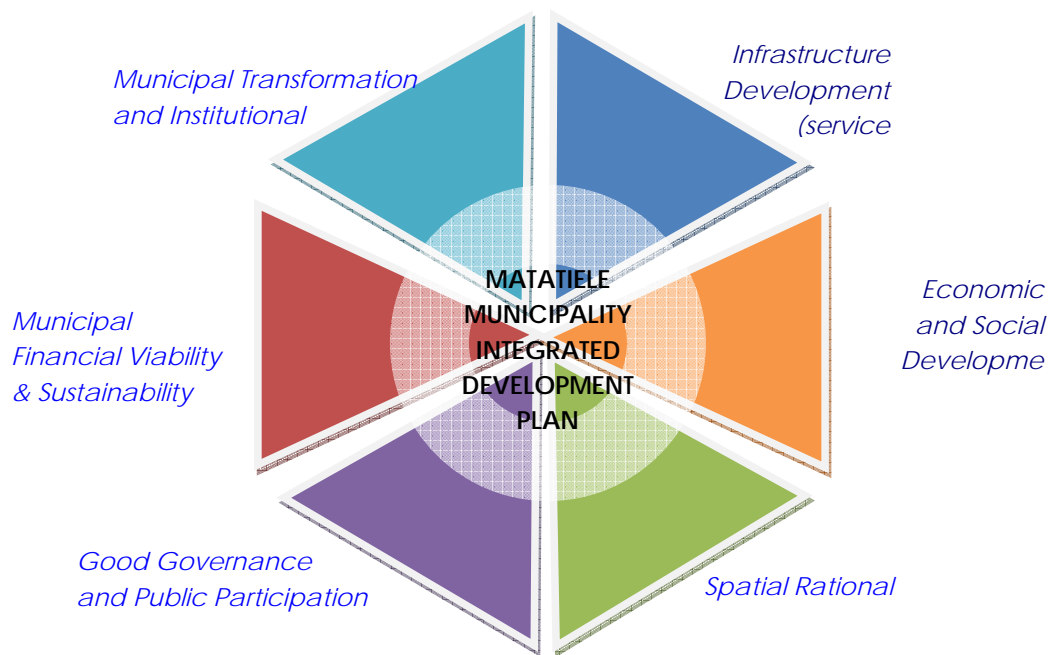 Municipal Transformation
and Institutional
Infrastructure
Development
(service
Municipal
Financial Viability
& Sustainability
MATATIELE
MUNICIPALITY
INTEGRATED
DEVELOPMENT
PLAN
Economic
and Social
Developme
Good Governance
and Public Participation
Spatial Rational